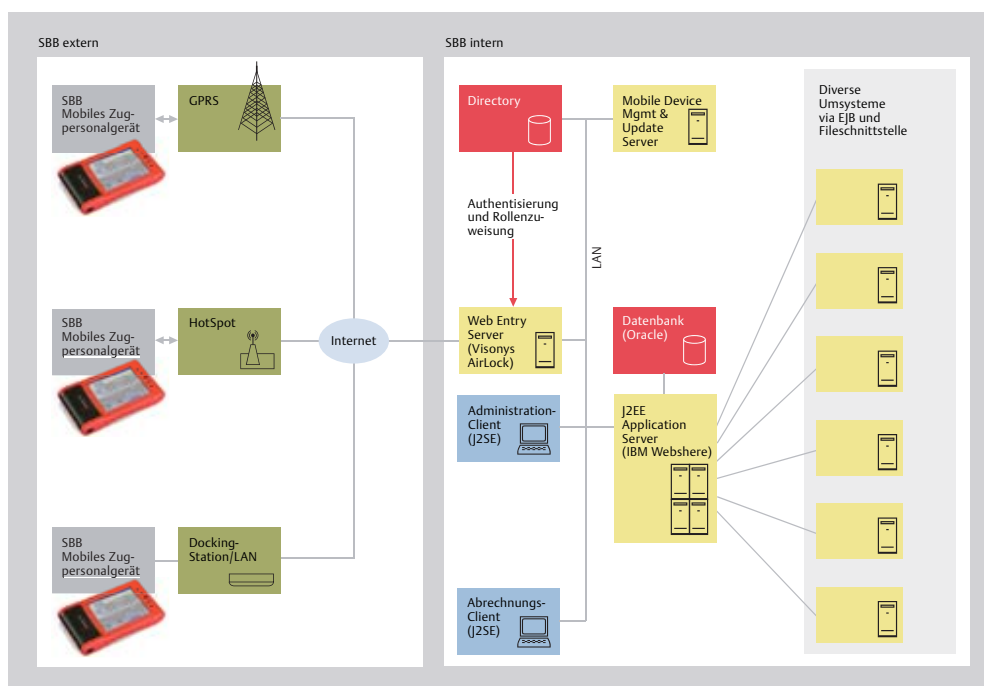 SBB extern
SBB intern
SBB
Mobiles Zug-
personalgerät
GPRS
Directory
Mobile Device
Mgmt &
Update
Server
Diverse
Umsysteme
via EJB und
Fileschnittstelle
Authentisierung
und Rollenzu-
weisung
LAN
SBB
Mobiles Zug-
personalgerät
HotSpot
Internet
Web Entry
Server
(Visonys
AirLock)
Datenbank
(Oracle)
Administration-
Client
(J2SE)
J2EE
Application
Server
(IBM Webshere)
SBB
Mobiles Zug-
personalgerät
Docking-
Station/LAN
Abrechnungs-
Client
(J2SE)